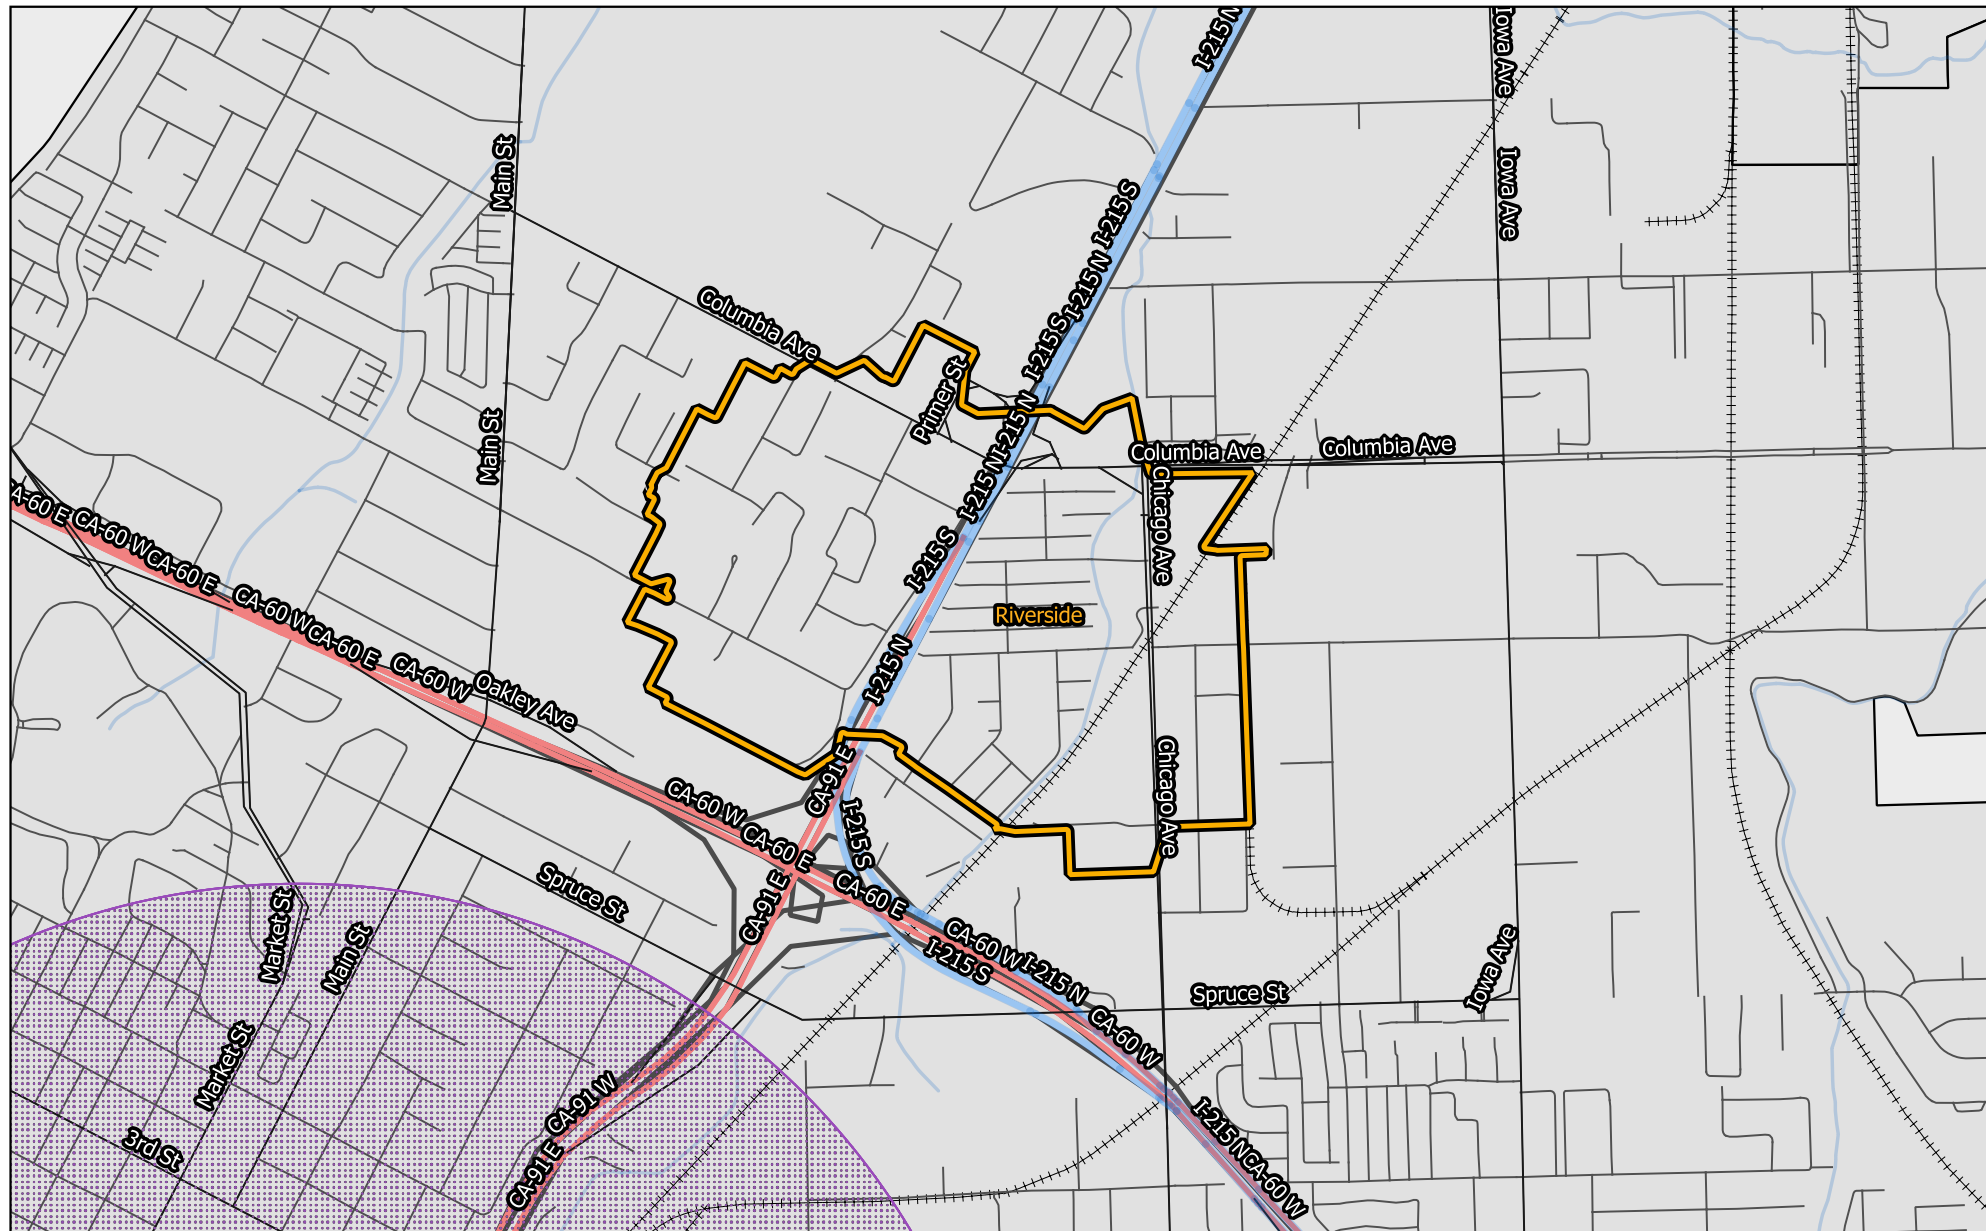 I-215 N
Iowa Ave
Main St
Iowa Ave
I-215 S
I-215 N
Columbia Ave
I-215 S
Primer St
I-215 N
Main St
Columbia Ave
Columbia Ave
I-215 N
Chicago Ave
A-60 E
CA-60 W
CA-60 E
I-215 S
CA-60 W
Riverside
CA-60 E
CA-60 W
Oakley Ave
I-215 N
CA-91 E
Chicago Ave
CA-60 W
I-215 S
CA-60 E
Spruce St
CA-60 E
CA-91 E
Market St
Main St
CA-60 W
I-215 S
I-215 N
Iowa Ave
Spruce St
CA-60 W
Market St
CA-91 W
I-215 N
3rd St
CA-91 E
CA-60 W